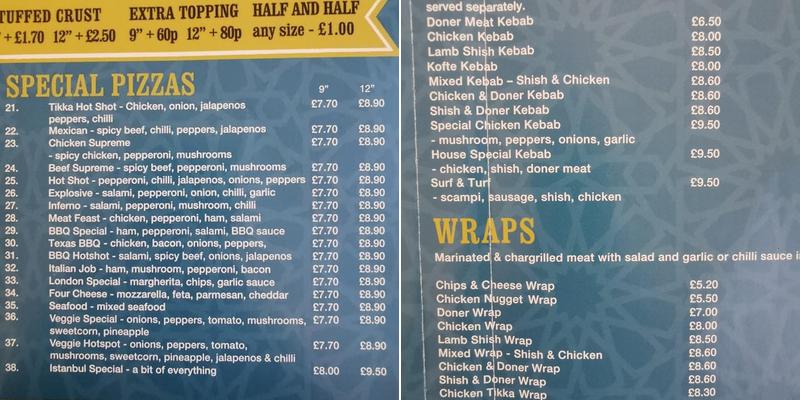 TUFFED CRUST EXTRA TOPPING HALF AND HALF
+ £1.70 12" + £2.50 9" + 60p 12" + 80p any size - £1.00
SPECIAL PIZZAS 9" 12"
21. Tikka Hot Shot - Chicken, onion, jalapenos £7.70 £8.90
peppers, chilli
22. Mexican - spicy beef, chilli, peppers, jalapenos £7.70 £8.90
23. Chicken Supreme £7.70 £8.90
- spicy chicken, pepperoni, mushrooms
24. Beef Supreme - spicy beef, pepperoni, mushrooms £7.70 £8.90
25. Hot Shot - pepperoni, chilli, jalapenos, onions, peppers £7.70 £8.90
26. Explosive - salami, pepperoni, onion, chilli, garlic £7.70 £8.90
27. Inferno - salami, pepperoni, mushroom, chilli £7.70 £8.90
28. Meat Feast - chicken, pepperoni, ham, salami £7.70 £8.90
29. BBQ Special - ham, pepperoni, salami, BBQ sauce £7.70 £8.90
30. Texas BBQ - chicken, bacon, onions, peppers, £7.70 £8.90
31. BBQ Hotshot - salami, spicy beef, onions, jalapenos £7.70 £8.90
32. Italian Job - ham, mushroom, pepperoni, bacon £7.70 £8.90
33. London Special - margherita, chips, garlic sauce £7.70 £8.90
34. Four Cheese - mozzarella, feta, parmesan, cheddar £7.70 £8.90
35. Seafood - mixed seafood £7.70 £8.90
36. Veggie Special - onions, peppers, tomato, mushrooms, £7.70 £8.90
sweetcorn, pineapple
37. Veggie Hotspot - onions, peppers, tomato, £7.70 £8.90
mushrooms, sweetcorn, pineapple, jalapenos & chilli
38. Istanbul Special - a bit of everything £8.00 £9.50
served separately.
Doner Meat Kebab £6.50
Chicken Kebab £8.00
Lamb Shish Kebab £8.50
Kofte Kebab £8.00
Mixed Kebab – Shish & Chicken £8.60
Chicken & Doner Kebab £8.60
Shish & Doner Kebab £8.60
Special Chicken Kebab £9.50
- mushroom, peppers, onions, garlic
House Special Kebab £9.50
- chicken, shish, doner meat
Surf & Turf £9.50
- scampi, sausage, shish, chicken
WRAPS
Marinated & chargrilled meat with salad and garlic or chilli sauce
Chips & Cheese Wrap £5.20
Chicken Nugget Wrap £5.50
Doner Wrap £7.00
Chicken Wrap £8.00
Lamb Shish Wrap £8.50
Mixed Wrap - Shish & Chicken £8.60
Chicken & Doner Wrap £8.60
Shish & Doner Wrap £8.60
Chicken Tikka Wrap £8.30